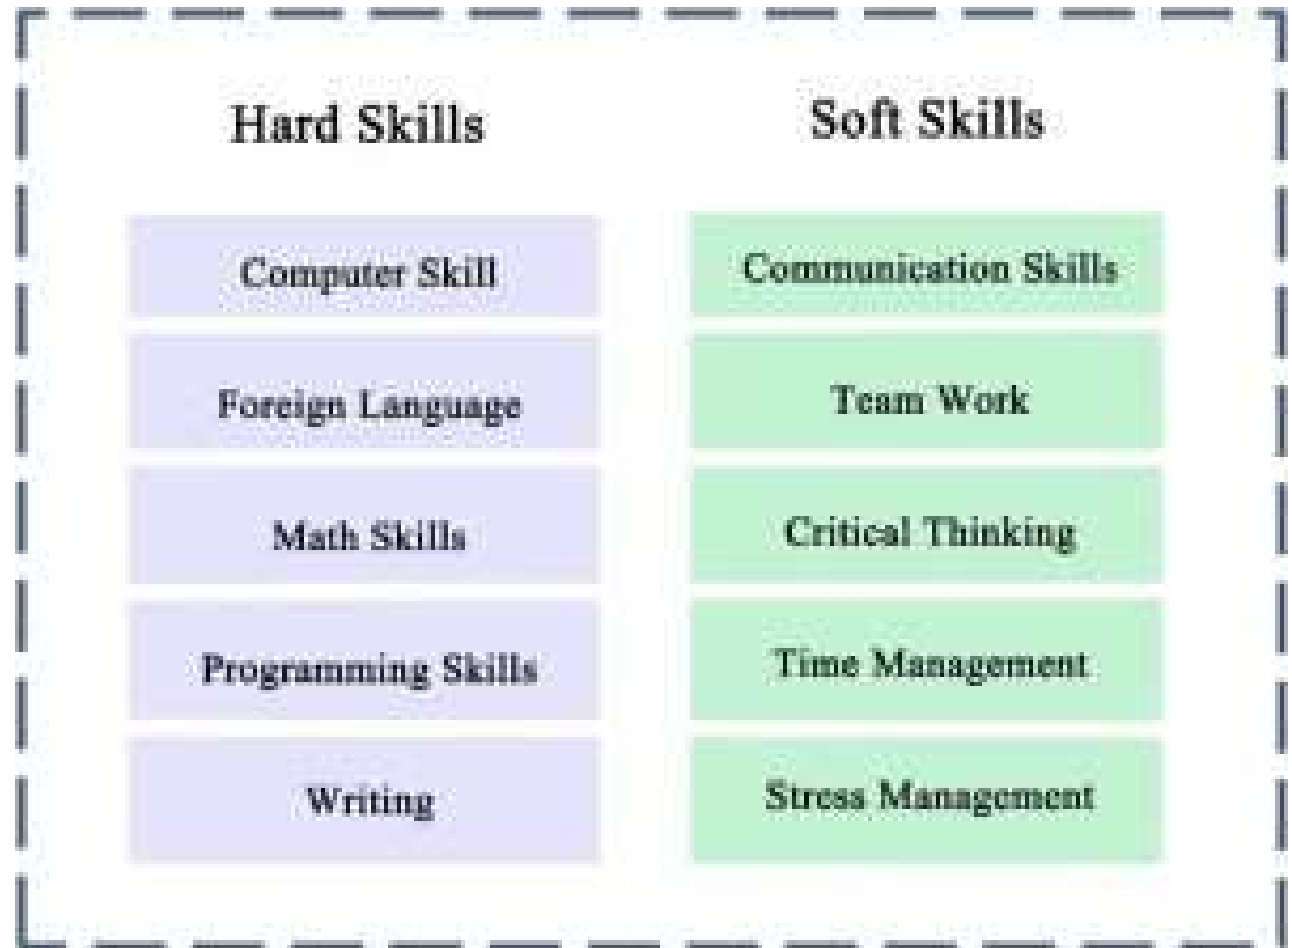 Hard Skills
Computer Skill
Foreign Language
Math Skills
Programming Skills
Writing
Soft Skills
Communication Skills
Team Work
Critical Thinking
Time Management
Stress Management